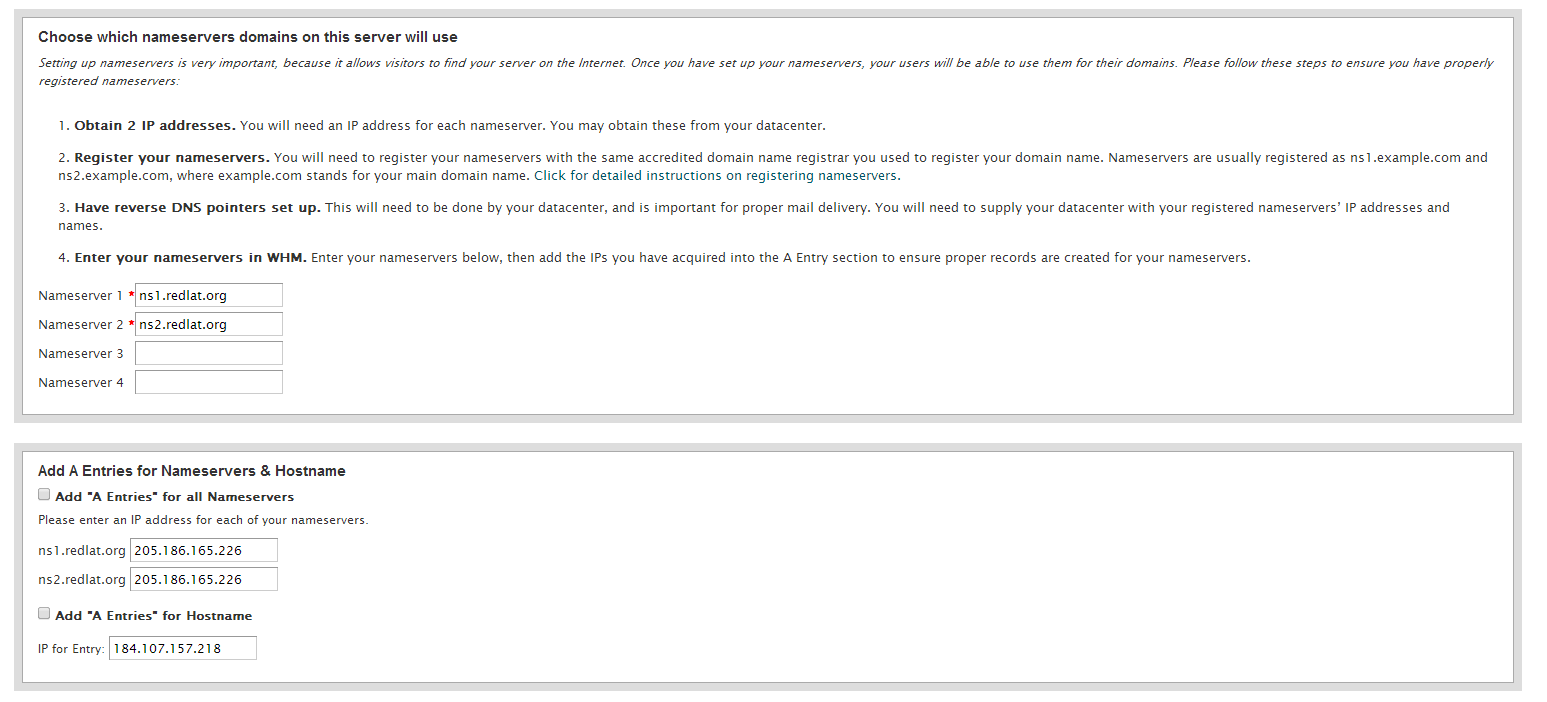 Choose which nameservers domains on this server will use
Setting up nameservers is very important, because it allows visitors to find your server on the Internet. Once you have set up your nameservers, your users will be able to use them for their domains. Please follow these steps to ensure you have properly
registered nameservers:
1. Obtain 2 IP addresses. You will need an IP address for each nameserver. You may obtain these from your datacenter.
2. Register your nameservers. You will need to register your nameservers with the same accredited domain name registrar you used to register your domain name. Nameservers are usually registered as ns1.example.com and
ns2.example.com, where example.com stands for your main domain name. Click for detailed instructions on registering nameservers.
3. Have reverse DNS pointers set up. This will need to be done by your datacenter, and is important for proper mail delivery. You will need to supply your datacenter with your registered nameservers’ IP addresses and
names.
4. Enter your nameservers in WHM. Enter your nameservers below, then add the IPs you have acquired into the A Entry section to ensure proper records are created for your nameservers.
Nameserver 1 * ns1.redlat.org
Nameserver 2 * ns2.redlat.org
Nameserver 3
Nameserver 4
Add A Entries for Nameservers & Hostname
Add "A Entries" for all Nameservers
Please enter an IP address for each of your nameservers.
ns1.redlat.org 205.186.165.226
ns2.redlat.org 205.186.165.226
Add "A Entries" for Hostname
IP for Entry: 184.107.157.218